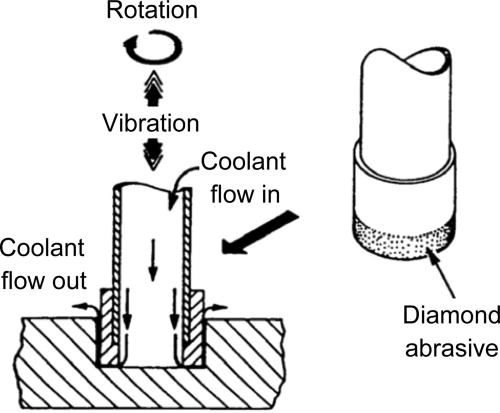 Rotation
Vibration
Coolant
flow in
Coolant
flow out
Diamond
abrasive